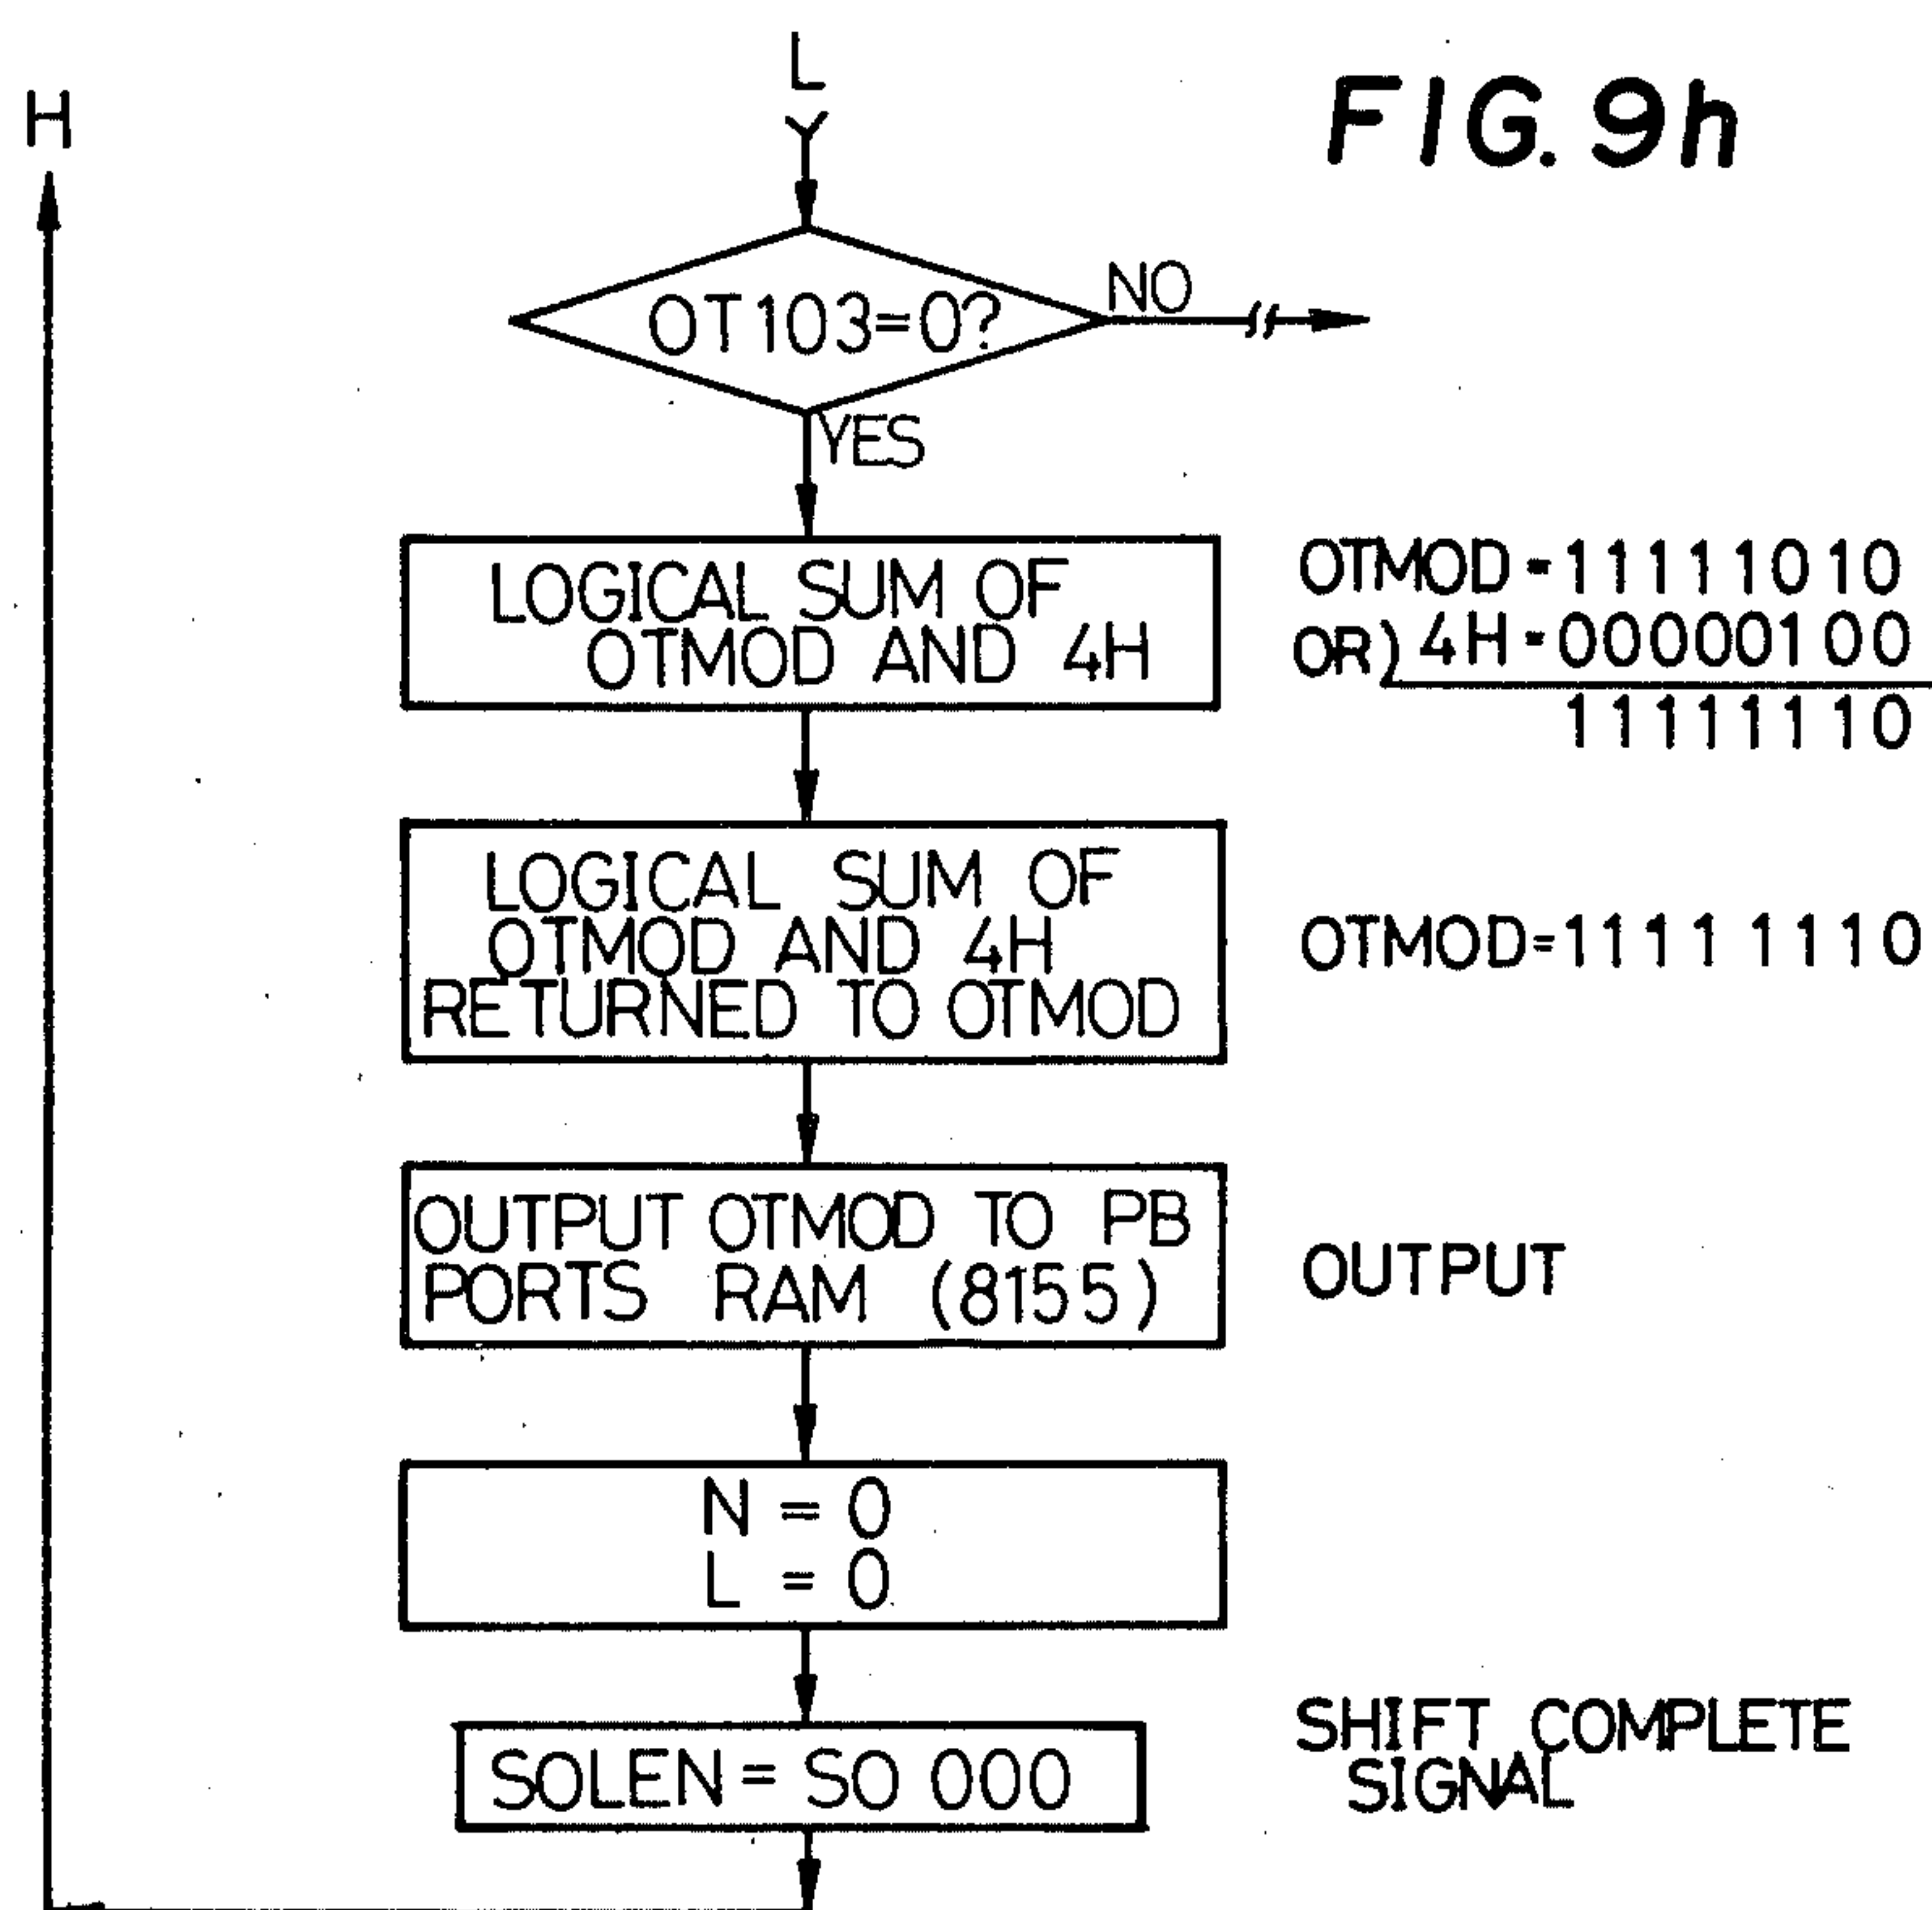 FIG. 9h
H
L
OT103=0?
NO
YES
LOGICAL SUM OF
OTMOD AND 4H
OTMOD=11111010
OR) 4H=00000100
11111110
LOGICAL SUM OF
OTMOD AND 4H
RETURNED TO OTMOD
OTMOD=11111110
OUTPUT OTMOD TO PB
PORTS RAM (8155)
OUTPUT
N = 0
L = 0
SOLEN = SO 000
SHIFT COMPLETE
SIGNAL